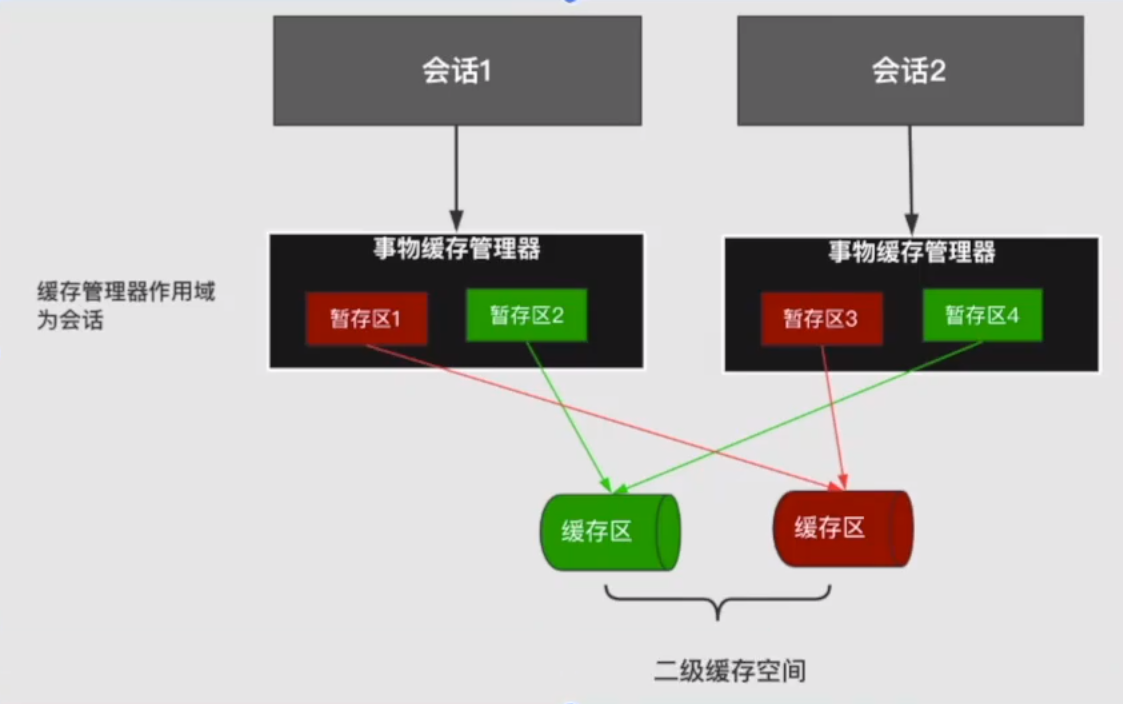 会话1
会话2
事物缓存管理器
事物缓存管理器
缓存管理器作用域
为会话
暂存区1
暂存区2
暂存区3
暂存区4
缓存区
缓存区
二级缓存空间